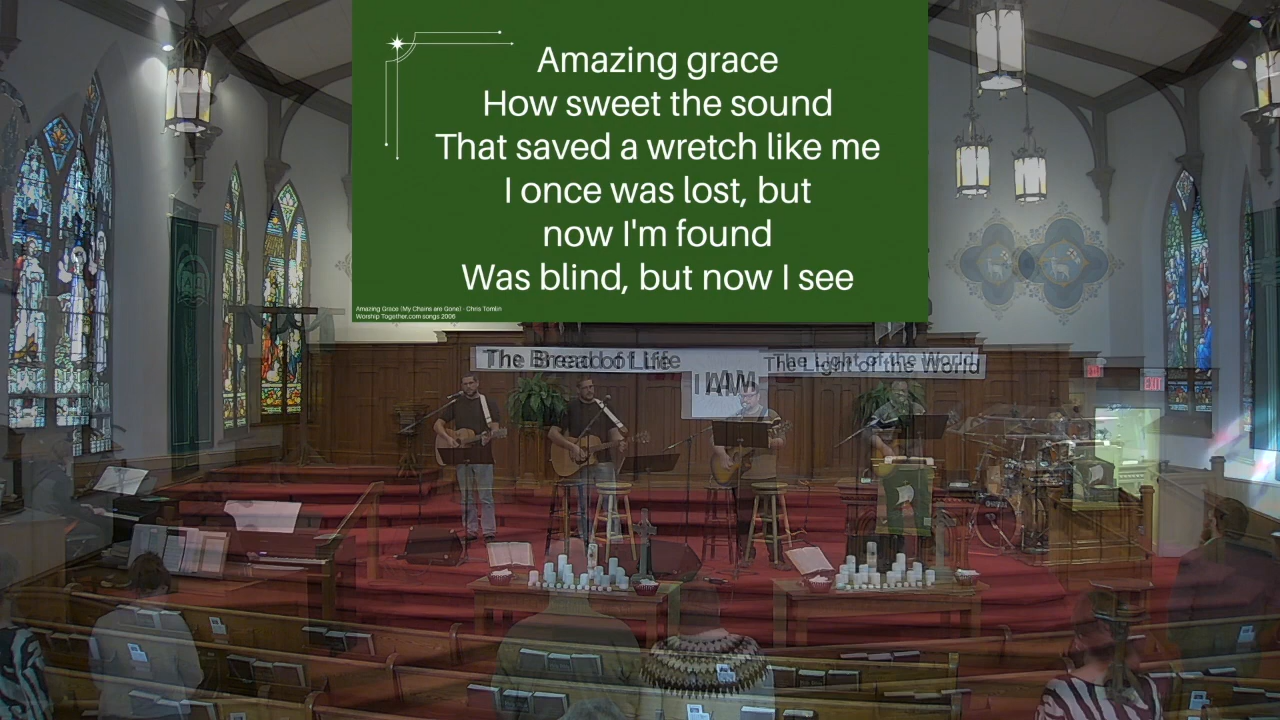 Amazing grace
How sweet the sound
That saved a wretch like me
I once was lost, but
now I'm found
Was blind, but now I see
Amazing Grace (My Chains are Gone) - Chris Tomlin
Worship Together.com songs 2006
The Bread of Life
I AM
The Light of the World
EXIT
EXIT